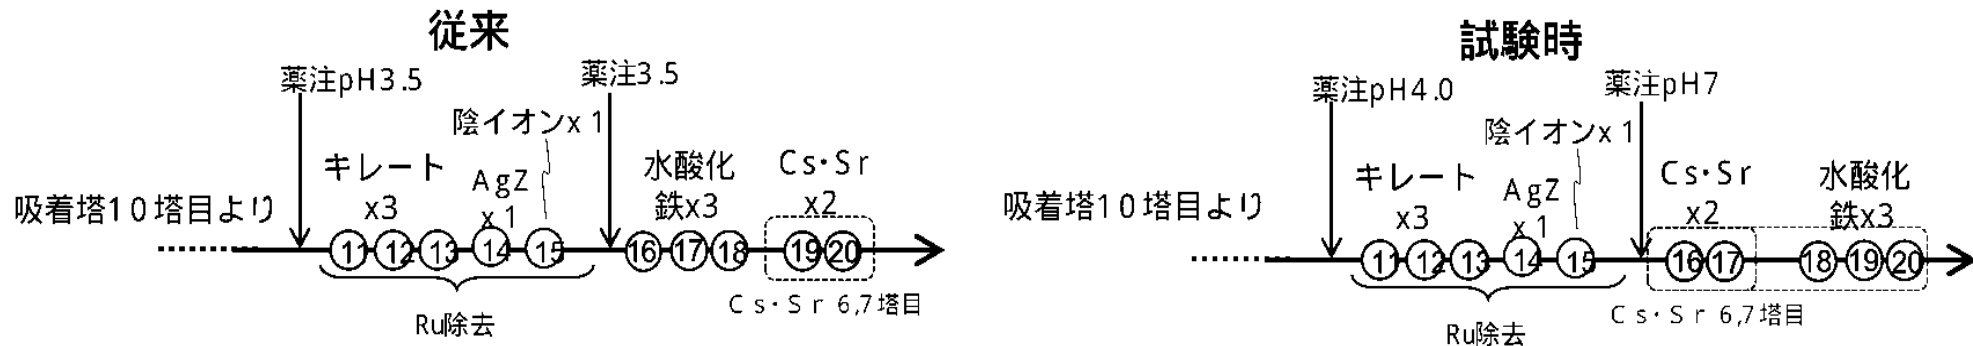 従来
薬注pH3.5
薬注3.5
陰イオンx 1
キレート
x3
AgZ
x 1
水酸化
鉄x3
Cs・Sr
x2
吸着塔10塔目より
11 12 13 14 15 16 17 18 19 20
Ru除去
Cs・Sr 6,7塔目
試験時
薬注pH4.0
薬注pH7
陰イオンx 1
キレート
x3
AgZ
x 1
Cs・Sr
x2
水酸化
鉄x3
吸着塔10塔目より
11 12 13 14 15 16 17 18 19 20
Ru除去
Cs・Sr 6,7塔目